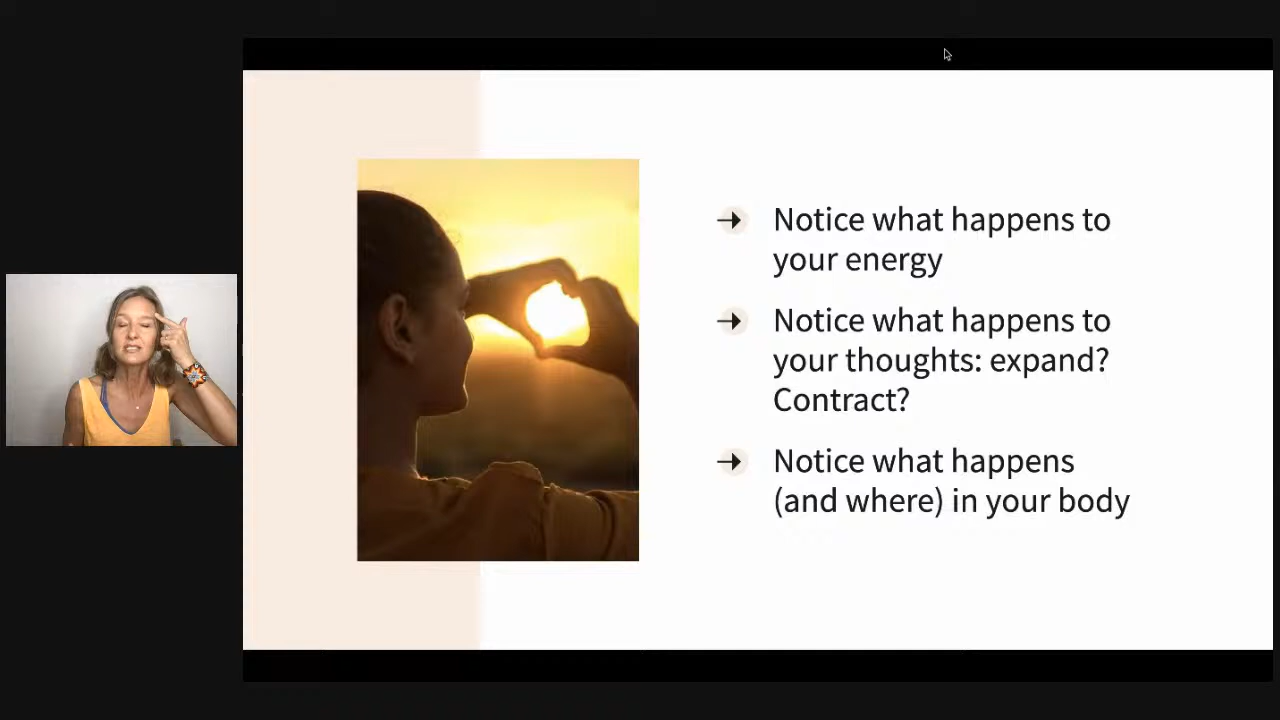 Notice what happens to
your energy
Notice what happens to
your thoughts: expand?
Contract?
Notice what happens
(and where) in your body